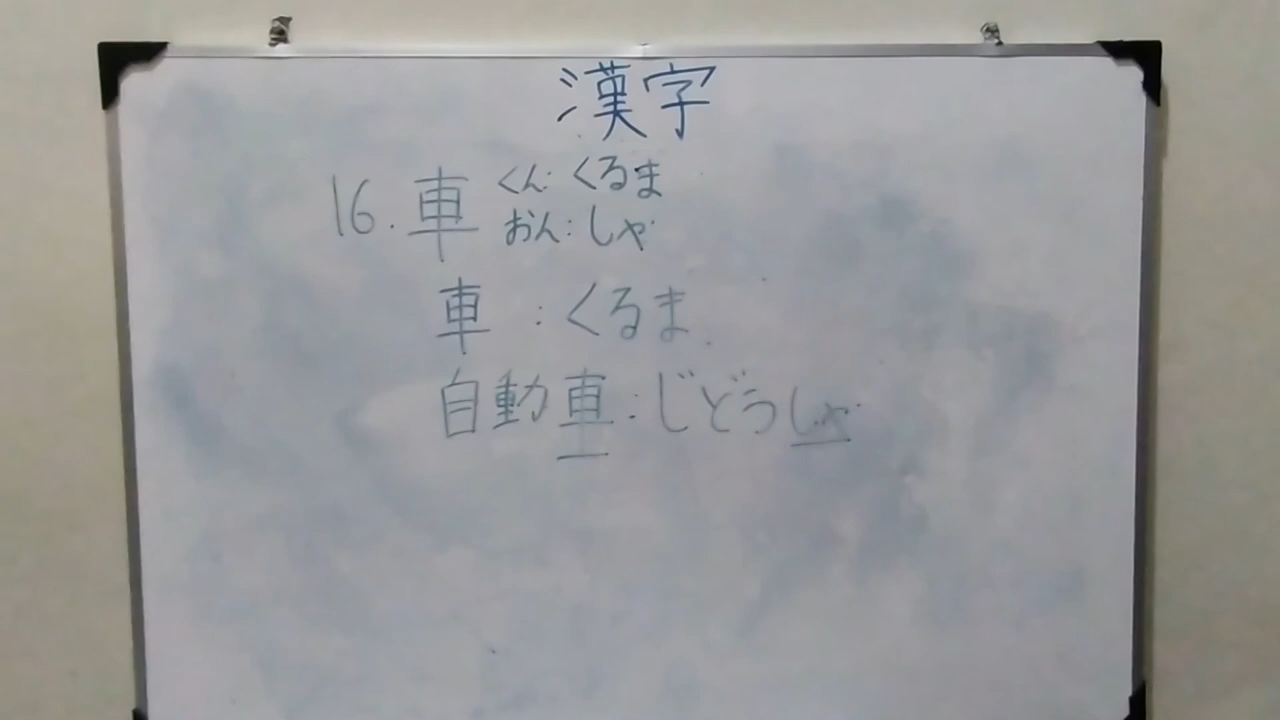 漢字
16. 車 くん: くるま
おん: しゃ
車 : くるま
自動車 : じどうしゃ